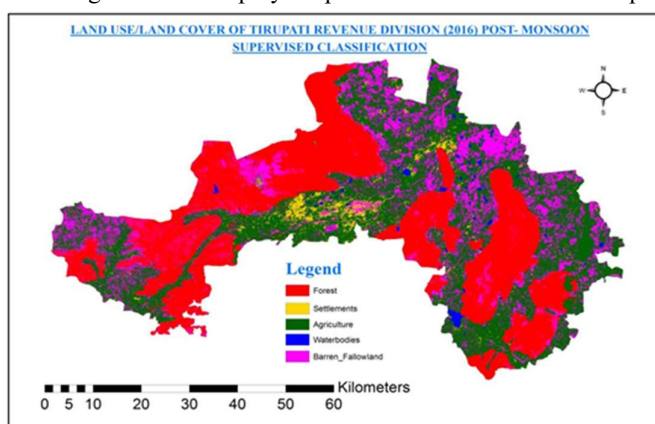 LAND USE/LAND COVER OF TIRUPATI REVENUE DIVISION (2016) POST- MONSOON
SUPERVISED CLASSIFICATION
N
W E
S
Legend
Forest
Settlements
Agriculture
Waterbodies
Barren_Fallowland
Kilometers
0 5 10 20 30 40 50 60